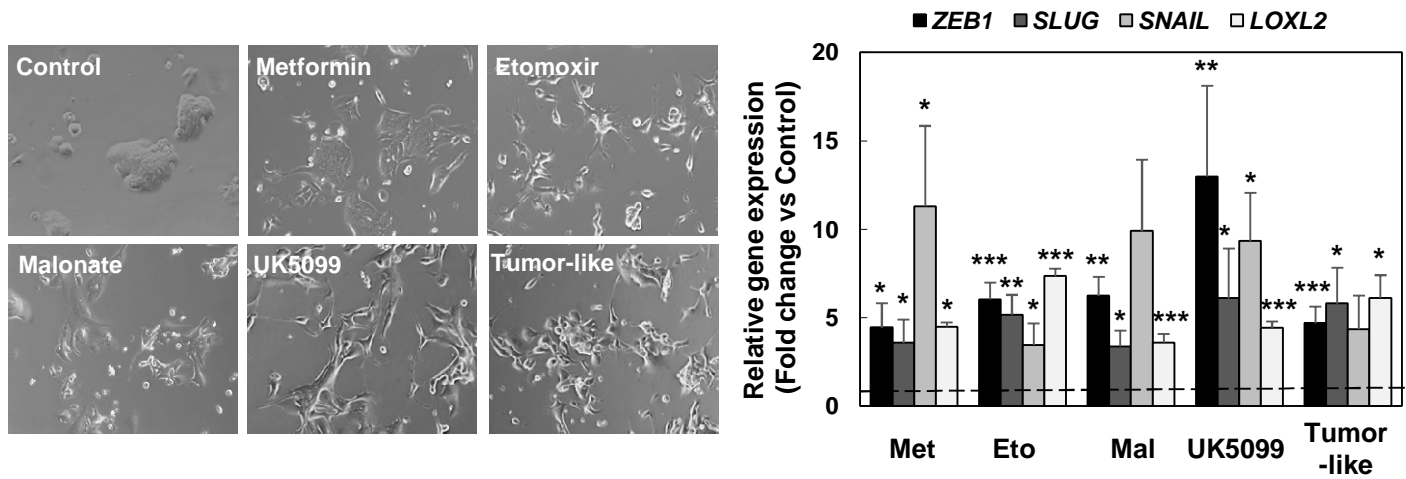 Control
Metformin
Etomoxir
Malonate
UK5099
Tumor-like
ZEB1 SLUG SNAIL LOXL2
Relative gene expression
(Fold change vs Control)
20
15
10
5
0
* * * *
*** ** * ***
** * ***
** * * ***
*** * *
Met Eto Mal UK5099 Tumor
-like